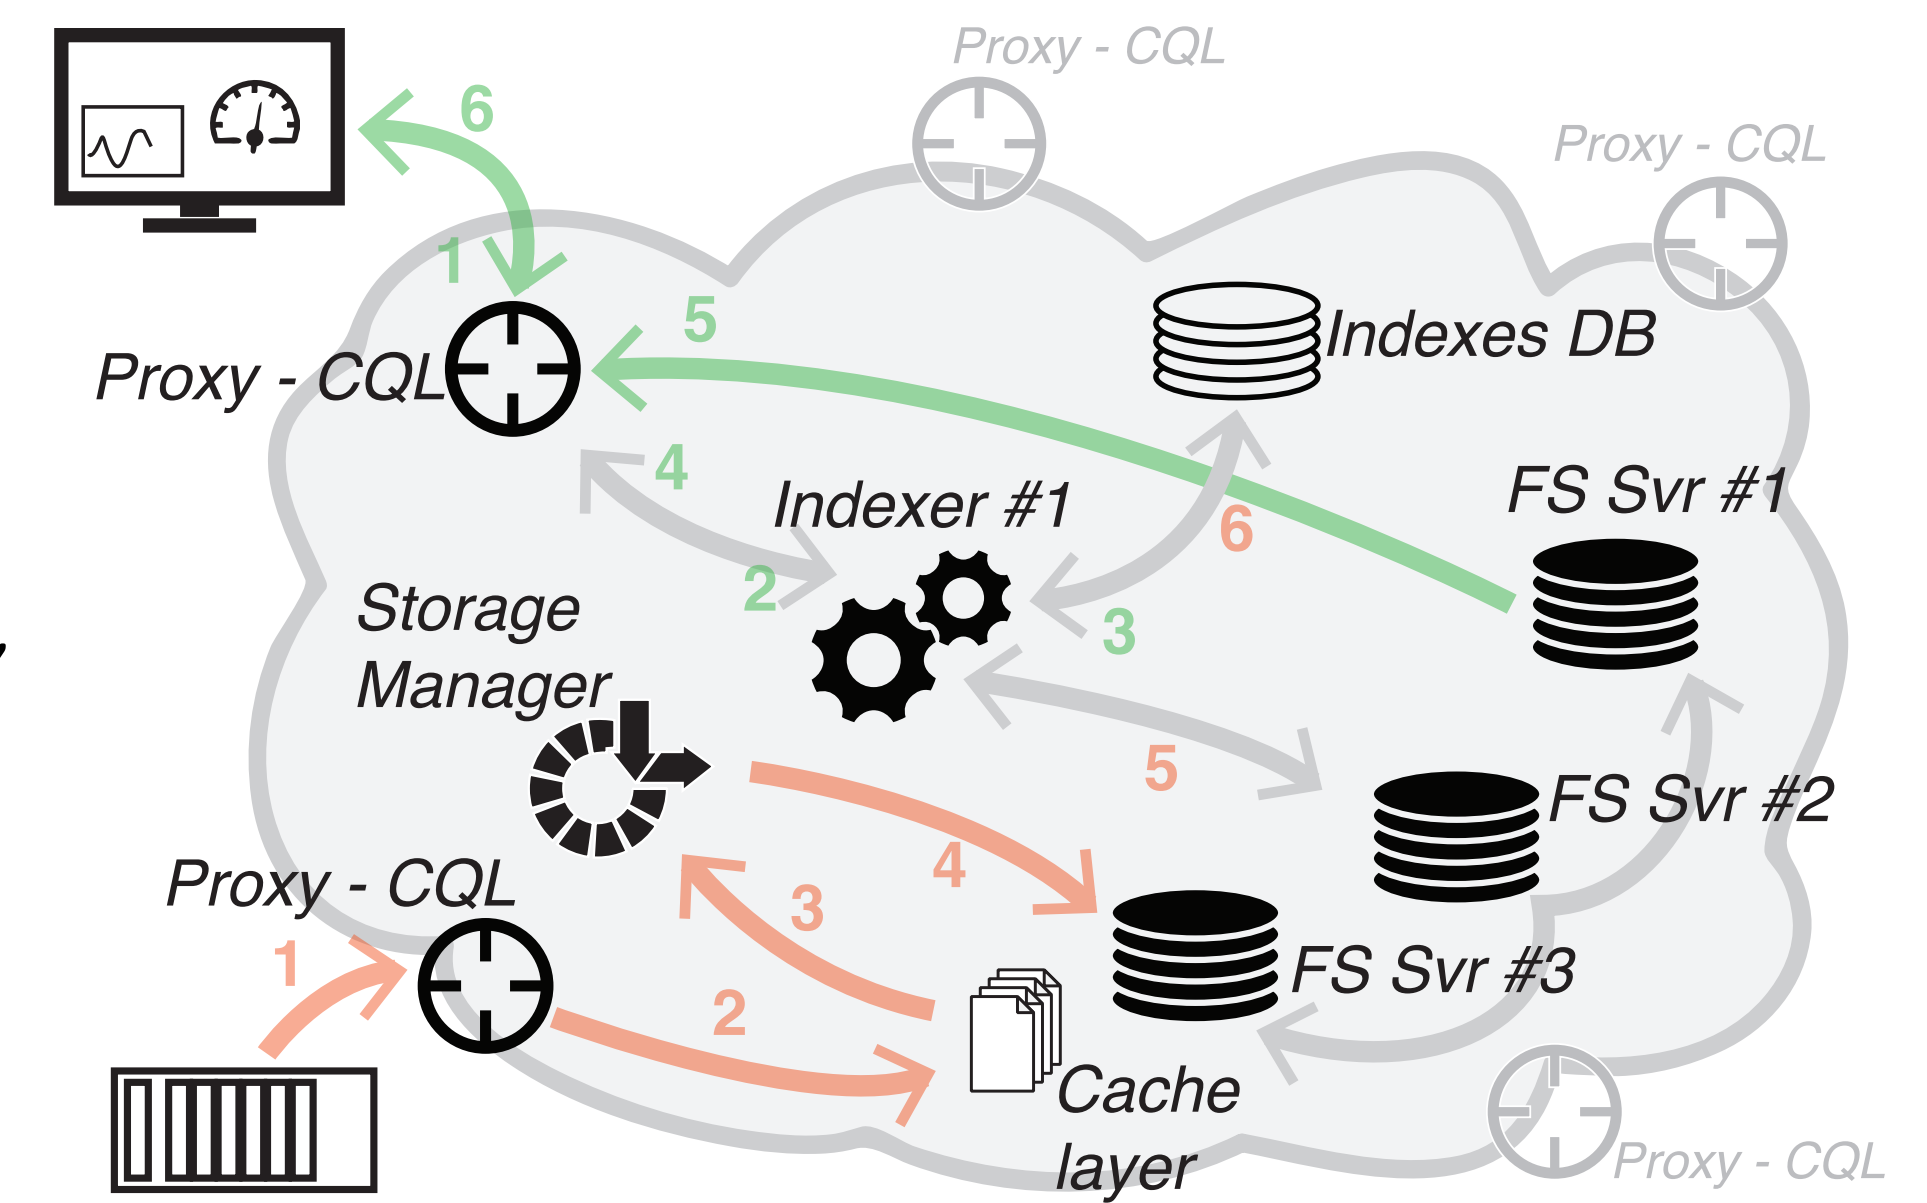 Proxy - CQL
6
Proxy - CQL
1
5
Indexes DB
Proxy - CQL
4
Indexer #1
FS Svr #1
6
2
3
Storage
Manager
5
FS Svr #2
4
Proxy - CQL
3
1
FS Svr #3
2
Cache
layer
Proxy - CQL